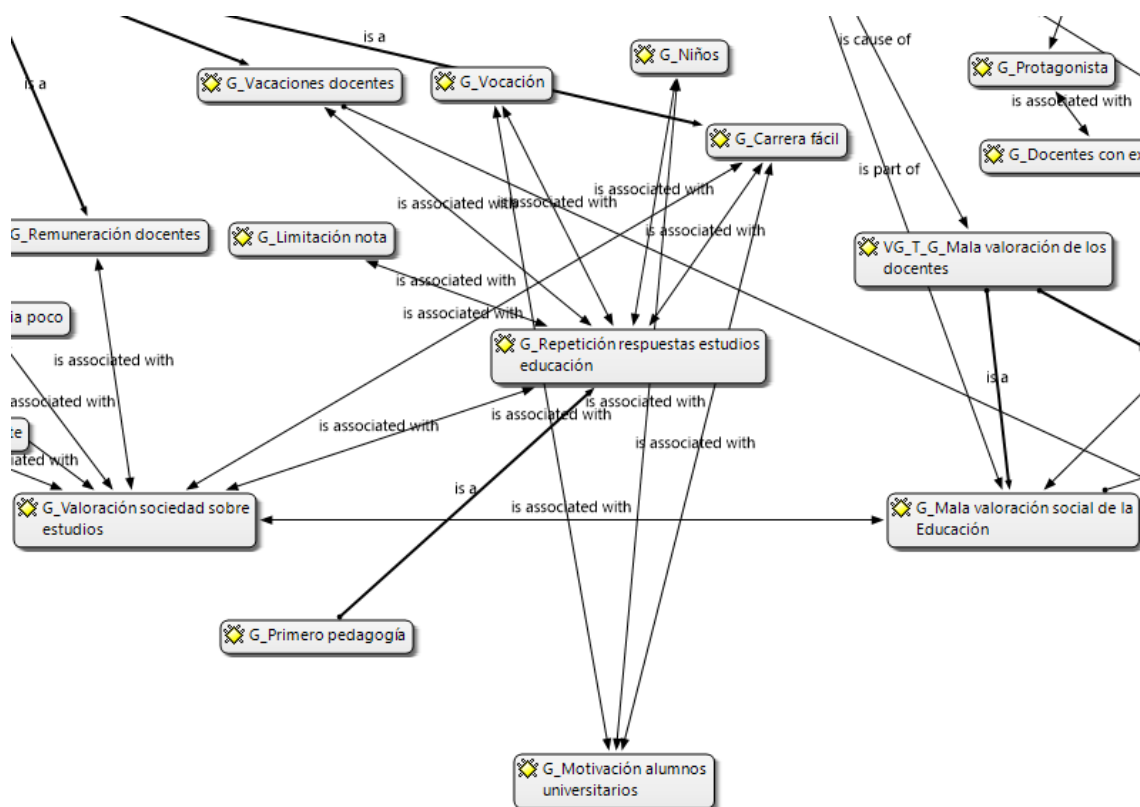 is a
is cause of
G_Niños
G_Protagonista
is a
G_Vacaciones docentes
G_Vocación
is associated with
G_Carrera fácil
G_Docentes con
is part of
is associated with
is associated with
is associated with
is associated with
G_Remuneración docentes
G_Limitación nota
VG_T_G_Mala valoración de los
docentes
is associated with
is associated with
poco
is associated with
G_Repetición respuestas estudios
educación
is a
associated with
is associated with
is associated with
is associated with
is associated with
with
is a
G_Valoración sociedad sobre
estudios
is associated with
G_Mala valoración social de la
Educación
G_Primero pedagogía
G_Motivación alumnos
universitarios